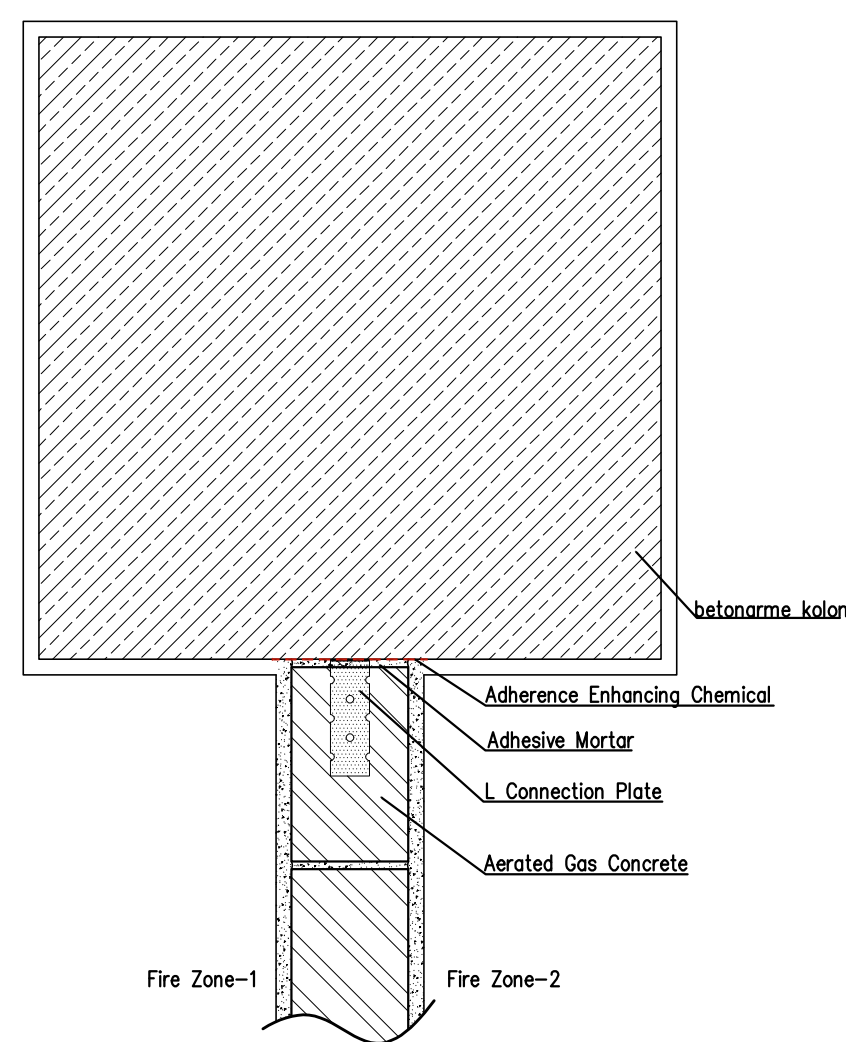 betonarme kolon
Adherence Enhancing Chemical
Adhesive Mortar
L Connection Plate
Aerated Gas Concrete
Fire Zone-1
Fire Zone-2